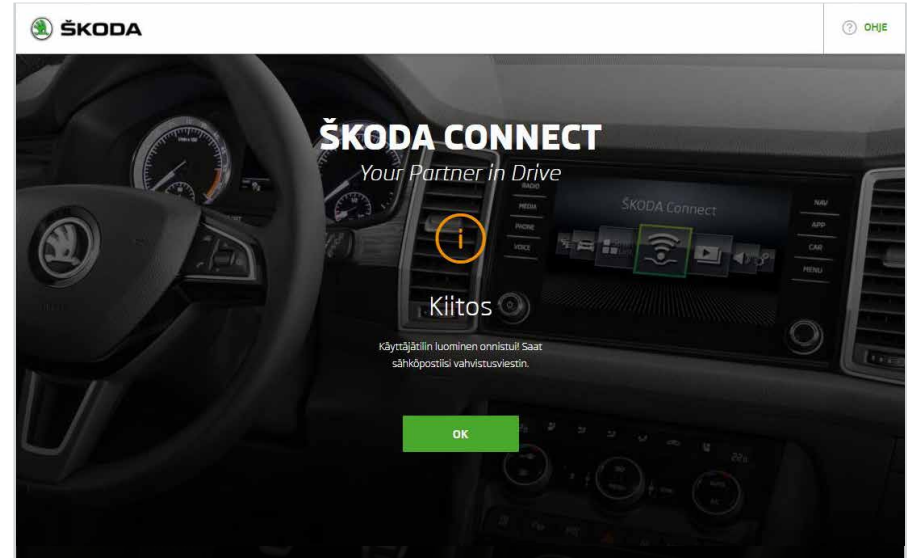 ŠKODA
? OHJE
ŠKODA CONNECT
Your Partner in Drive
RADIO
MEDIA
PHONE
VOICE
ŠKODA Connect
NAV
APP
CAR
MENU
i
Kiitos
Käyttäjätilin luominen onnistui! Saat
sähköpostiisi vahvistusviestin.
OK